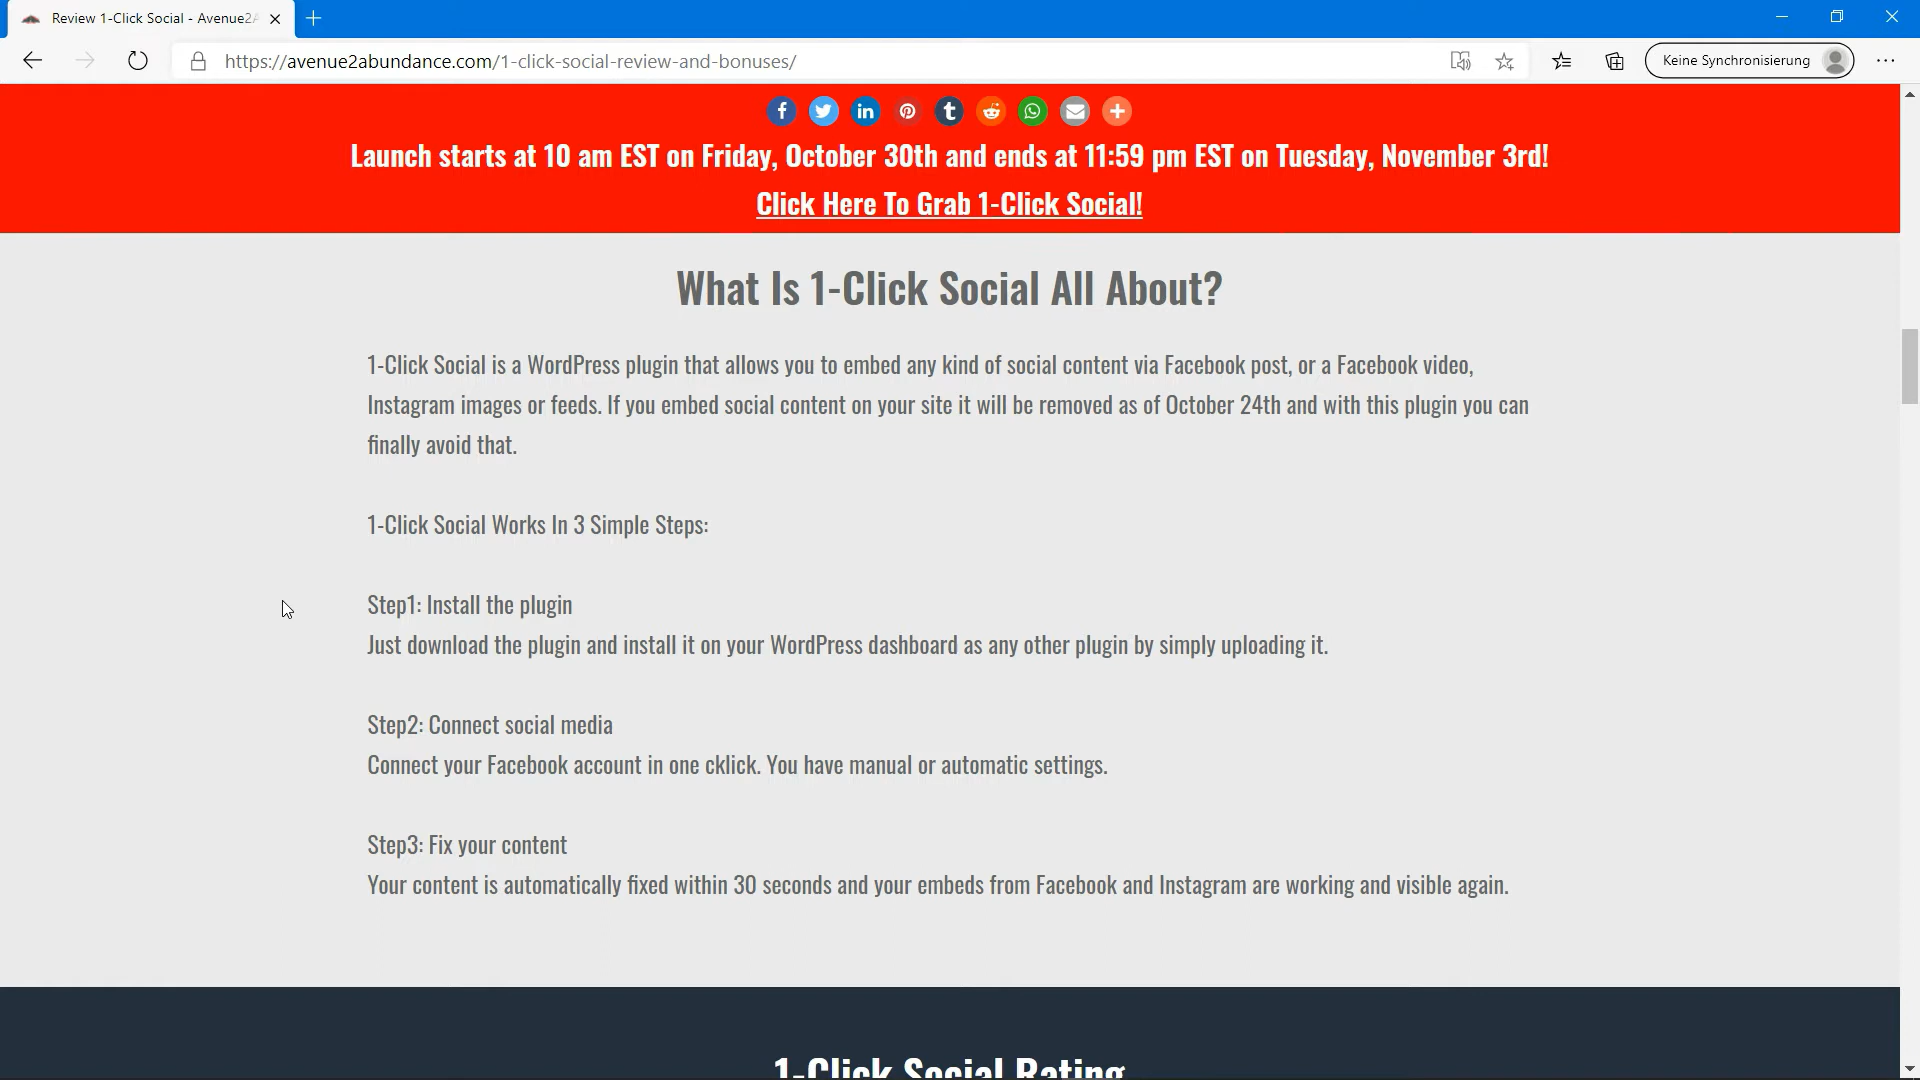 Review 1-Click Social - Avenue2A
https://avenue2abundance.com/1-click-social-review-and-bonuses/
Keine Synchronisierung
Launch starts at 10 am EST on Friday, October 30th and ends at 11:59 pm EST on Tuesday, November 3rd!
Click Here To Grab 1-Click Social!
What Is 1-Click Social All About?
1-Click Social is a WordPress plugin that allows you to embed any kind of social content via Facebook post, or a Facebook video,
Instagram images or feeds. If you embed social content on your site it will be removed as of October 24th and with this plugin you can
finally avoid that.
1-Click Social Works In 3 Simple Steps:
Step1: Install the plugin
Just download the plugin and install it on your WordPress dashboard as any other plugin by simply uploading it.
Step2: Connect social media
Connect your Facebook account in one cklick. You have manual or automatic settings.
Step3: Fix your content
Your content is automatically fixed within 30 seconds and your embeds from Facebook and Instagram are working and visible again.
1-Click Social Rating